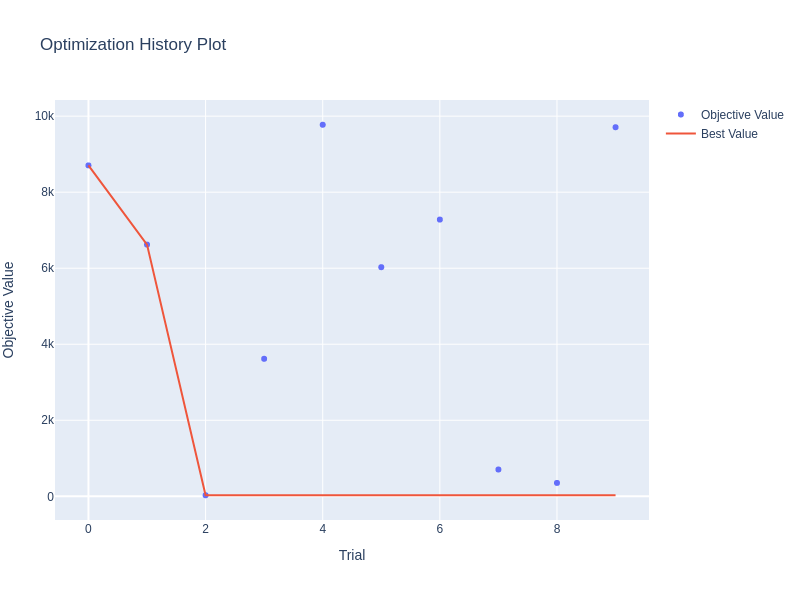 Optimization History Plot
Objective Value
Best Value
10k
8k
6k
4k
2k
0
Objective Value
0 2 4 6 8
Trial